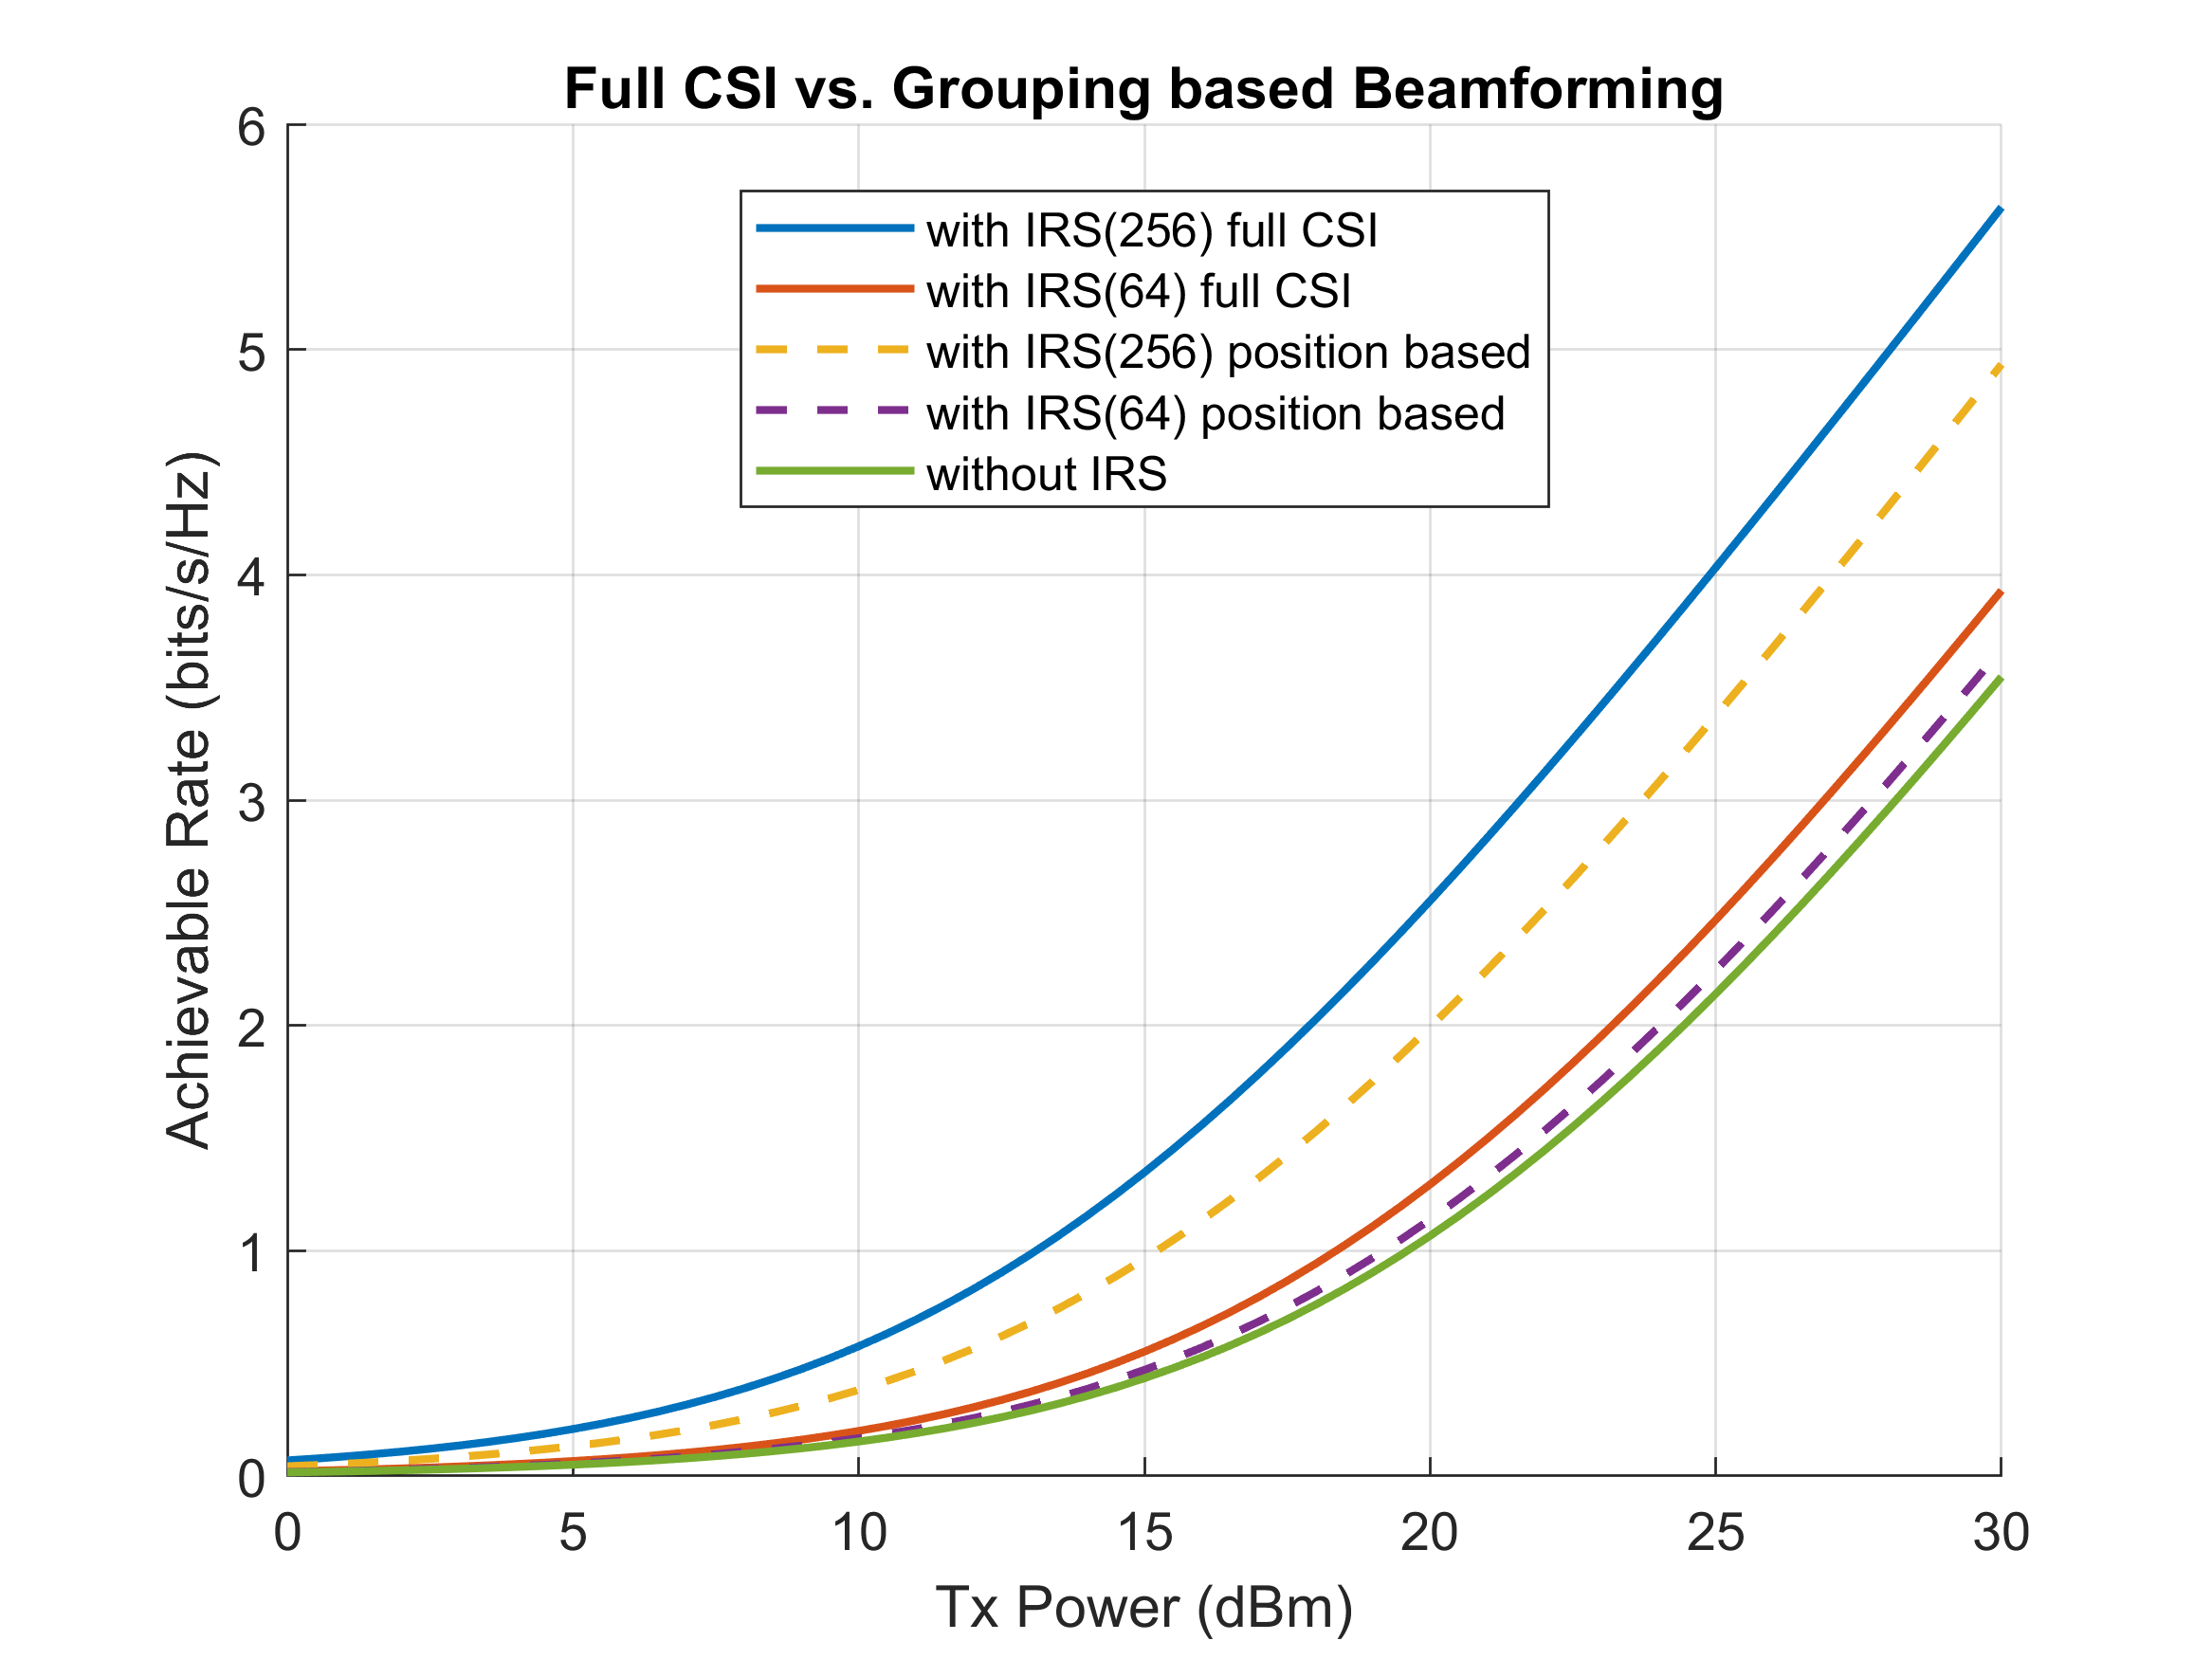 Full CSI vs. Grouping based Beamforming
6
5
4
3
2
1
0
Achievable Rate (bits/s/Hz)
with IRS(256) full CSI
with IRS(64) full CSI
with IRS(256) position based
with IRS(64) position based
without IRS
0 5 10 15 20 25 30
Tx Power (dBm)